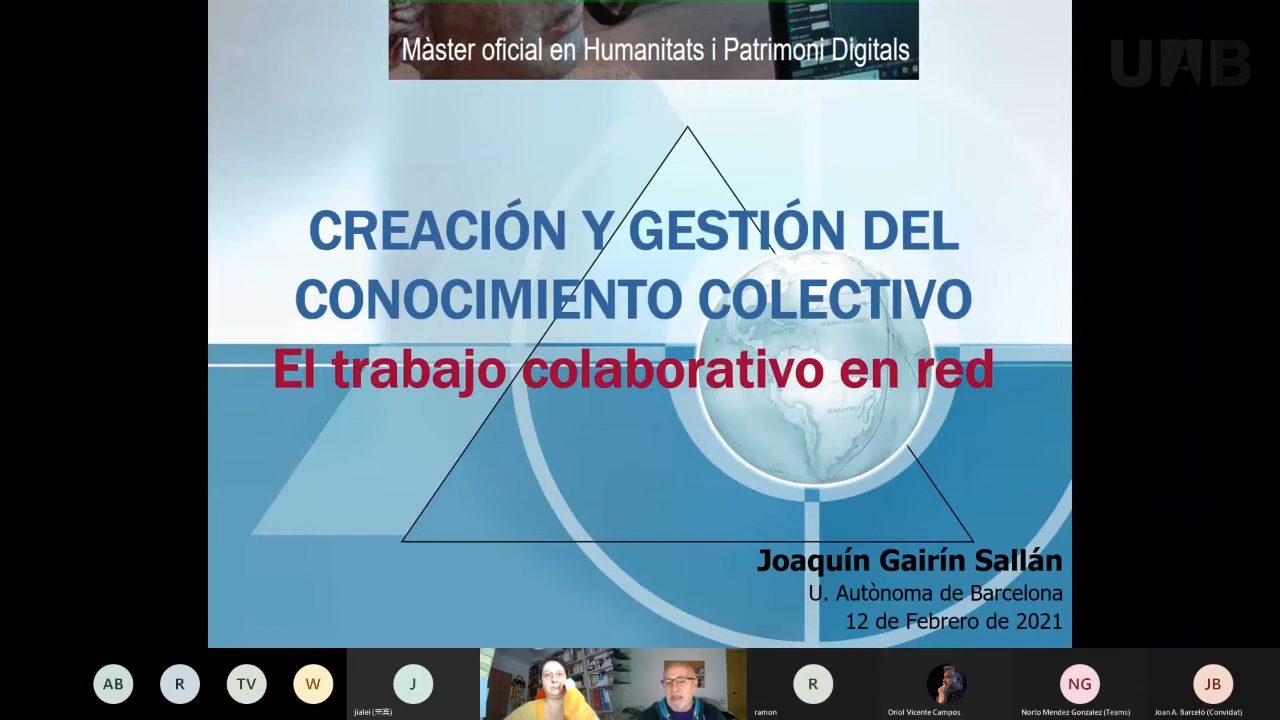 Màster oficial en Humanitats i Patrimoni Digitals
UAB
CREACIÓN Y GESTIÓN DEL
CONOCIMIENTO COLECTIVO
El trabajo colaborativo en red
Joaquín Gairín Sallán
U. Autònoma de Barcelona
12 de Febrero de 2021
AB
R
TV
W
J
R
NG
JB
ramon
Oriol Vicente Campos
Norto Mendez Gonzalez (Teams)
Joan A. Barceló (Convidat)